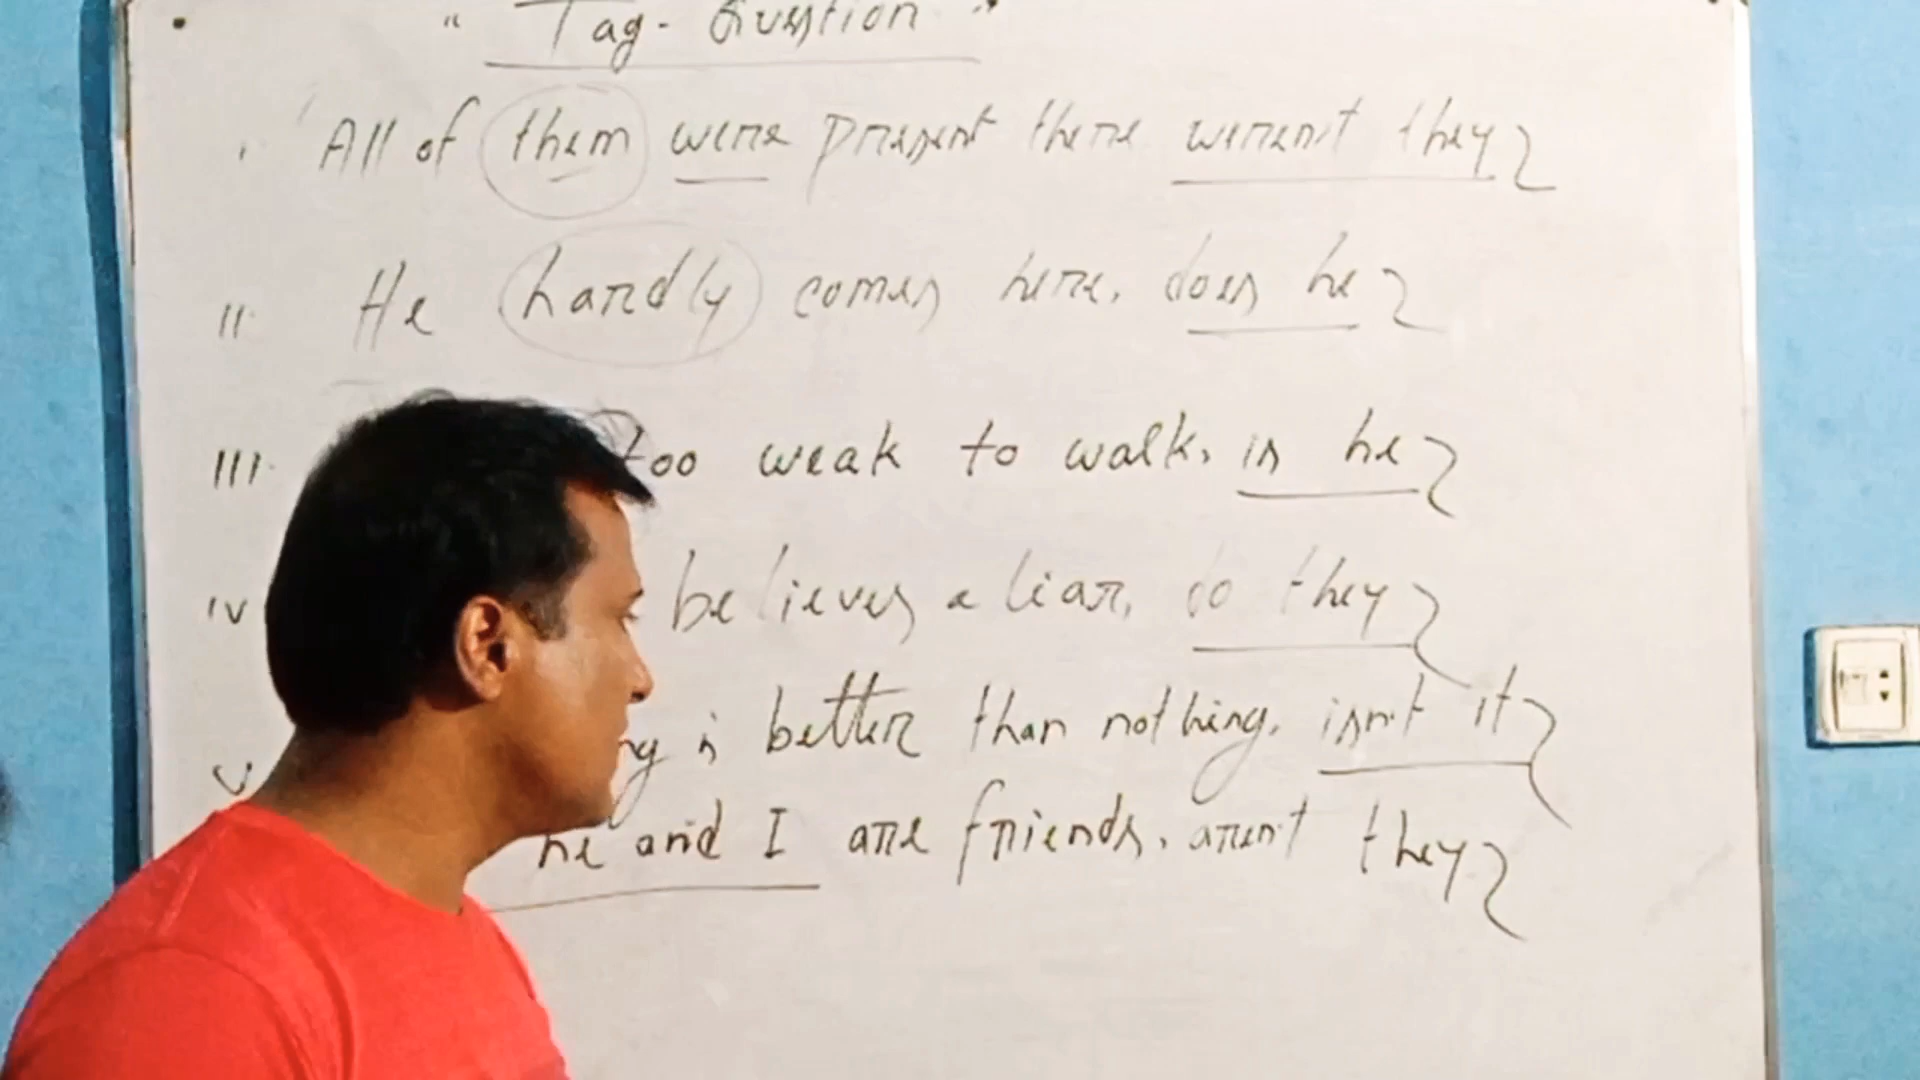 " Tag- Question "
i All of them were present there weren't they?
ii. He hardly comes here, does he?
iii. too weak to walk, is he?
iv believes a liar, do they?
v is better than nothing, isn't it?
he and I are friends, aren't they?